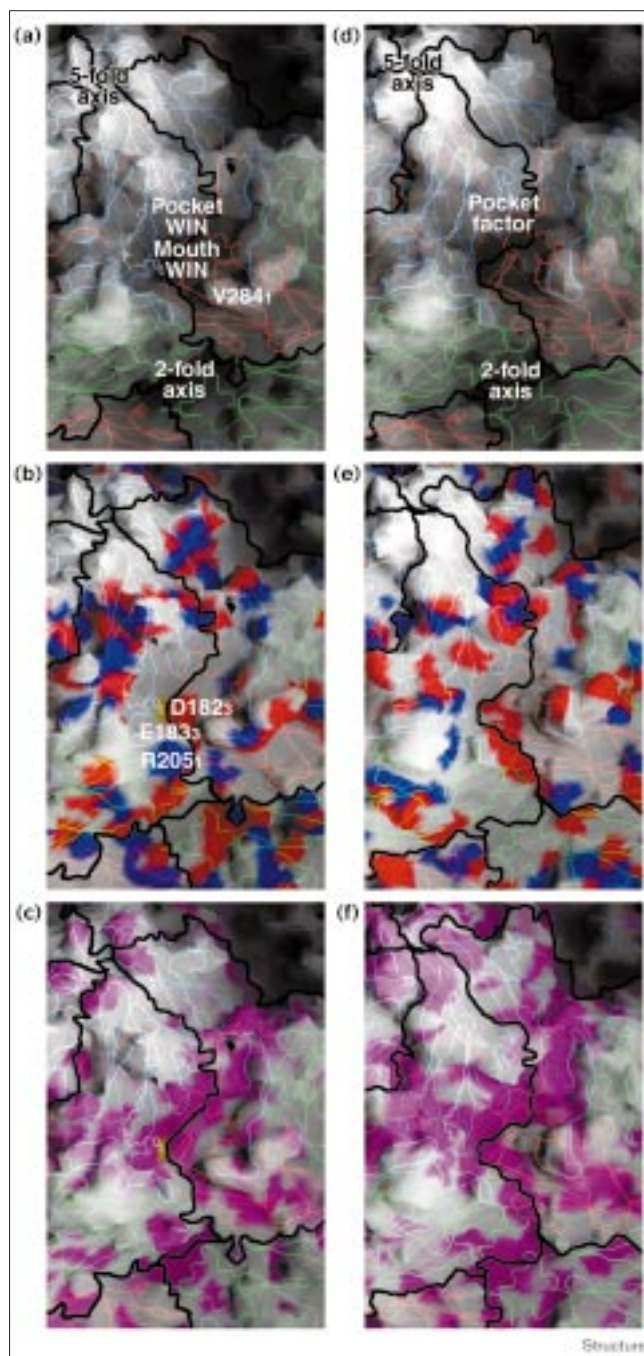 (a)
5-fold
axis
Pocket
WIN
Mouth
WIN
V2841
2-fold
axis
(d)
5-fold
axis
Pocket
factor
2-fold
axis
(b)
D1823
E1833
R2051
(e)
(c)
(f)
Structure